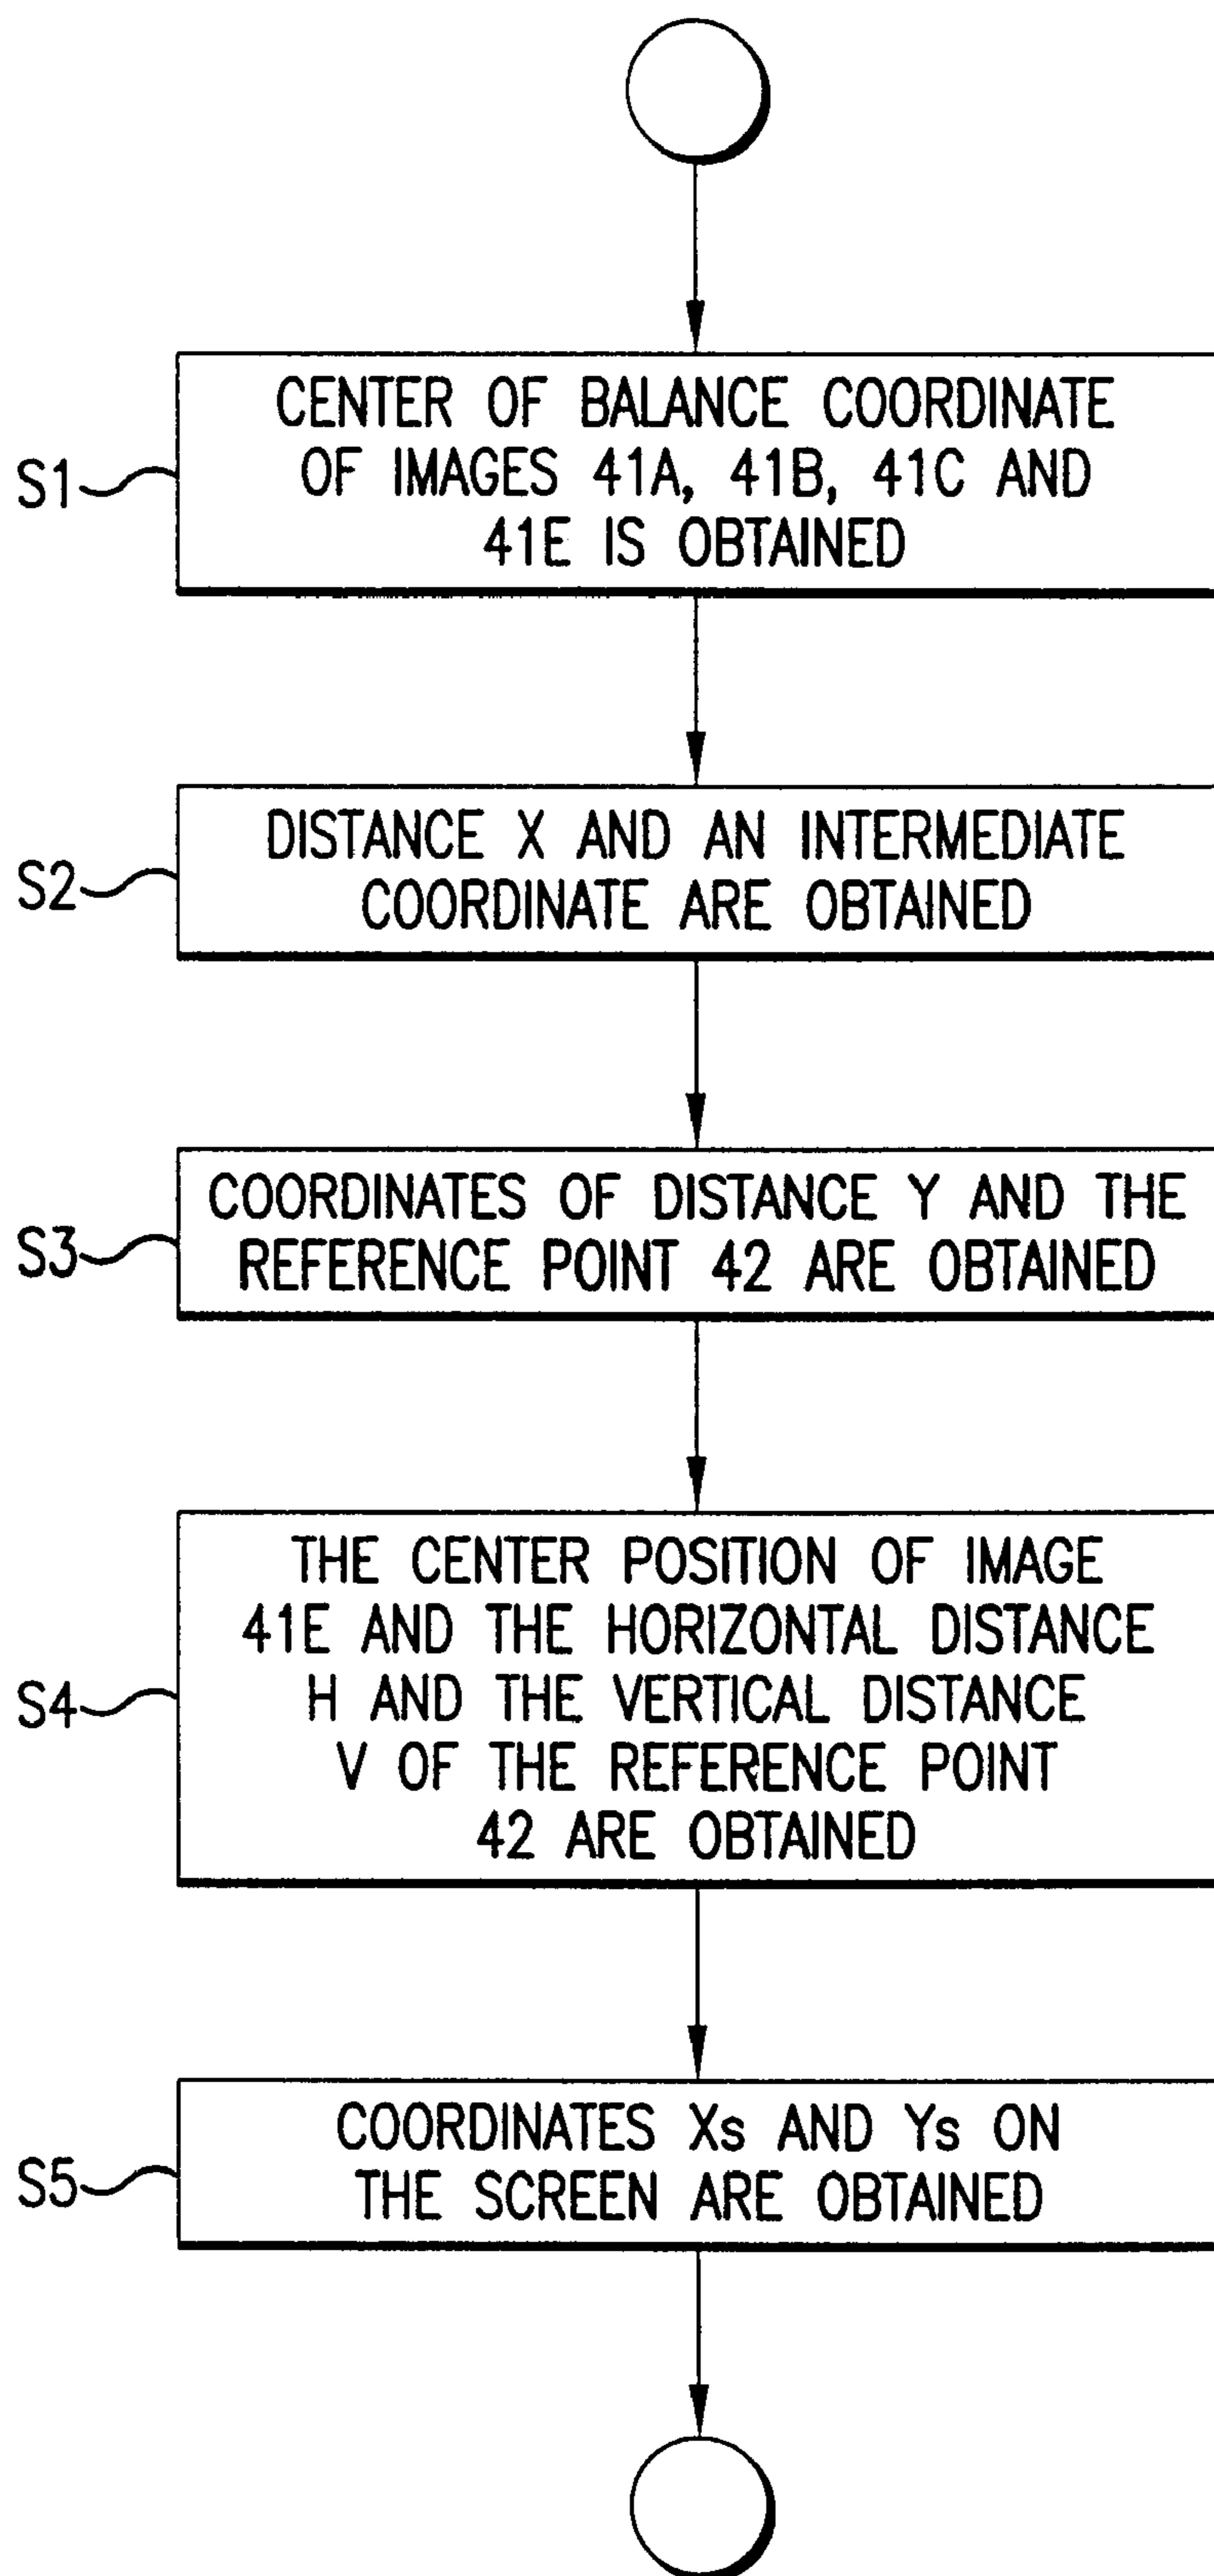 CENTER OF BALANCE COORDINATE
OF IMAGES 41A, 41B, 41C AND
41E IS OBTAINED
S1
DISTANCE X AND AN INTERMEDIATE
COORDINATE ARE OBTAINED
S2
COORDINATES OF DISTANCE Y AND THE
REFERENCE POINT 42 ARE OBTAINED
S3
THE CENTER POSITION OF IMAGE
41E AND THE HORIZONTAL DISTANCE
H AND THE VERTICAL DISTANCE
V OF THE REFERENCE POINT
42 ARE OBTAINED
S4
COORDINATES Xs AND Ys ON
THE SCREEN ARE OBTAINED
S5